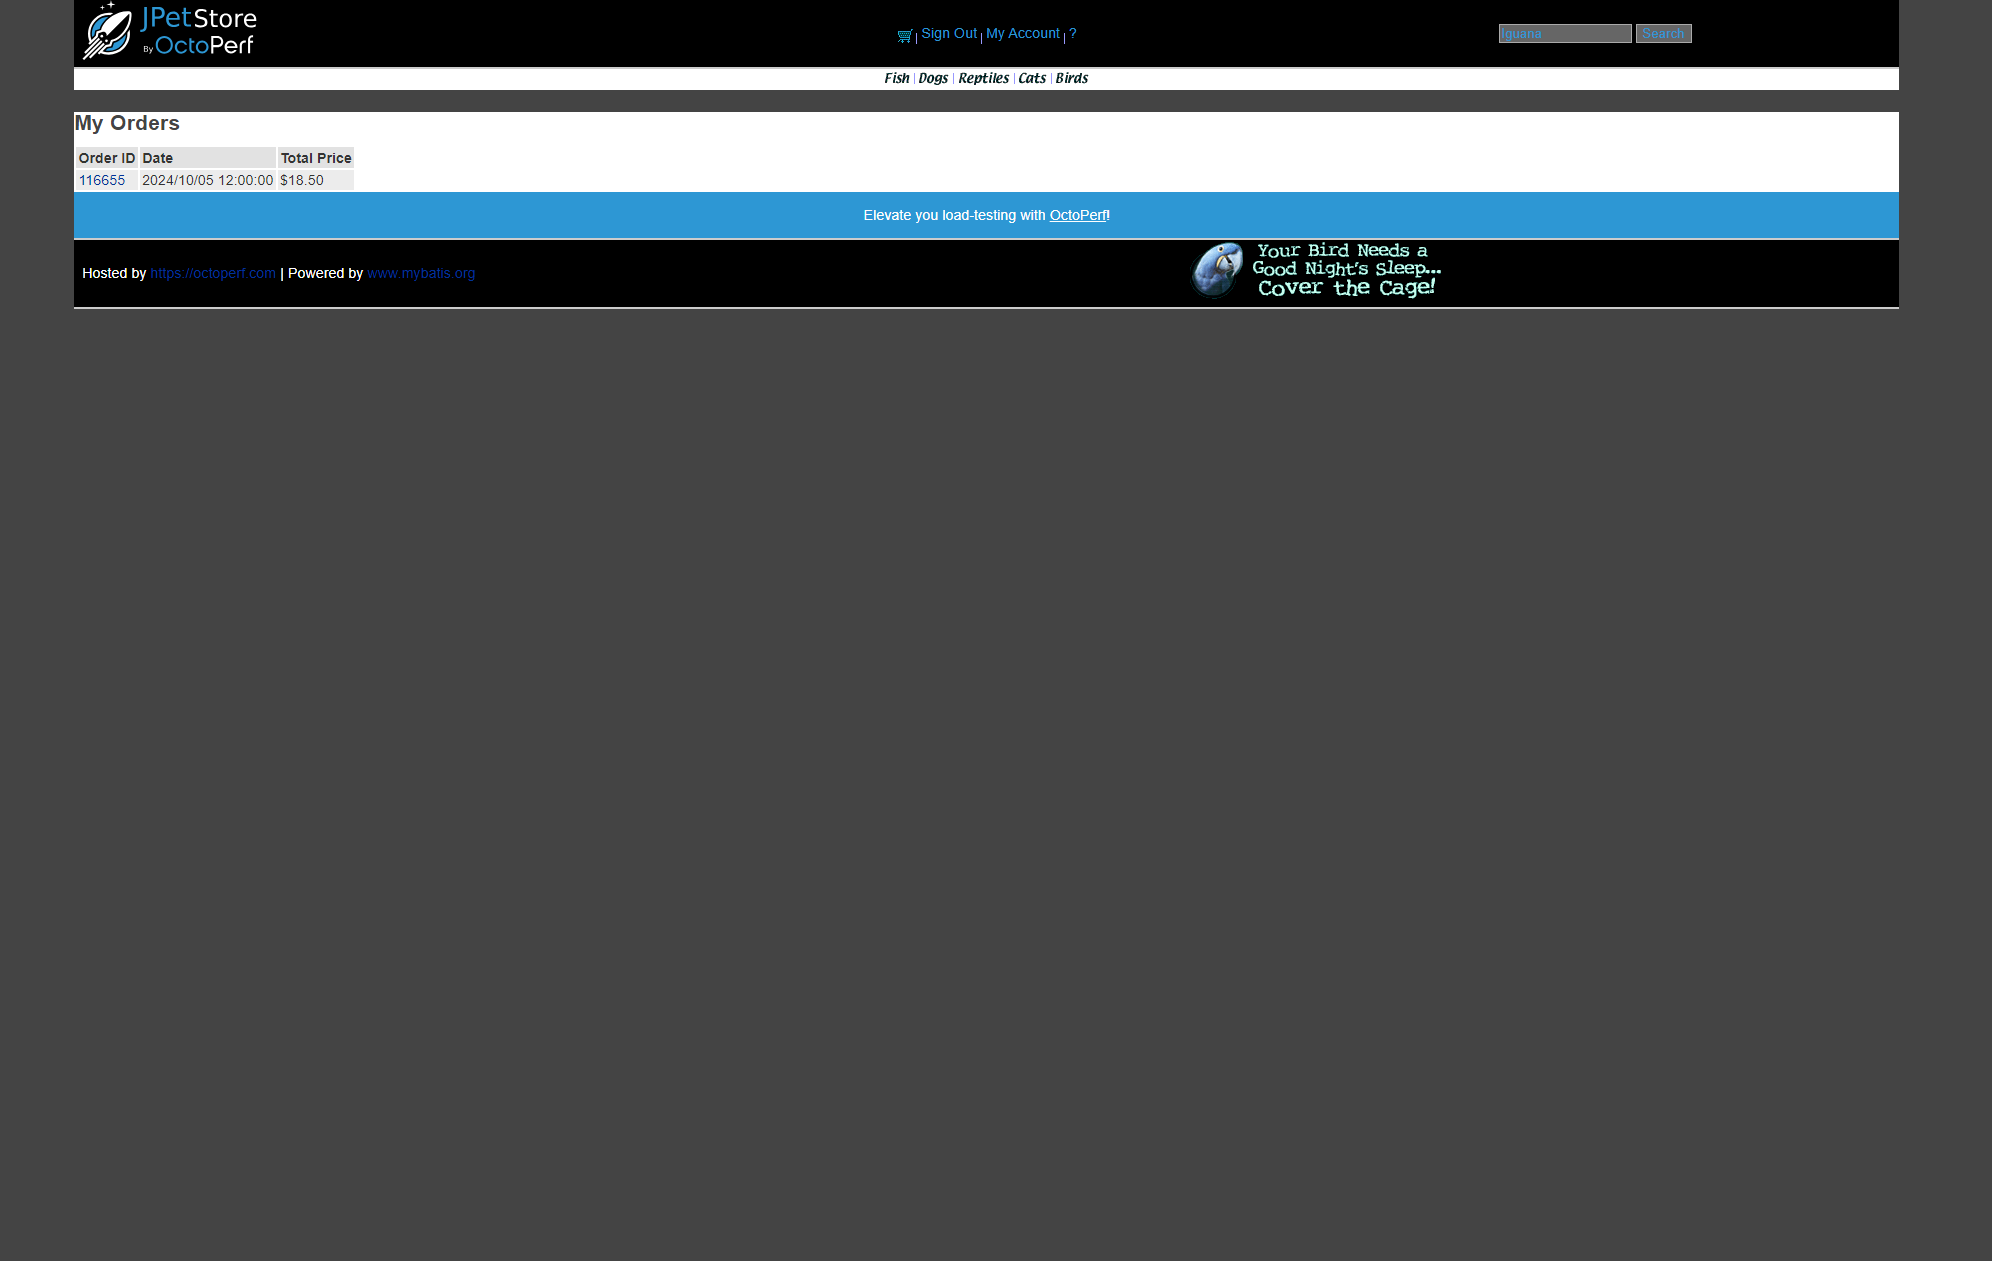 JPetStore
By OctoPerf
Sign Out | My Account | ?
Iguana Search
Fish | Dogs | Reptiles | Cats | Birds
My Orders
Order ID Date Total Price
116655 2024/10/05 12:00:00 $18.50
Elevate you load-testing with OctoPerf!
Hosted by https://octoperf.com | Powered by www.mybatis.org
Your Bird Needs a
Good Night's Sleep...
Cover the Cage!